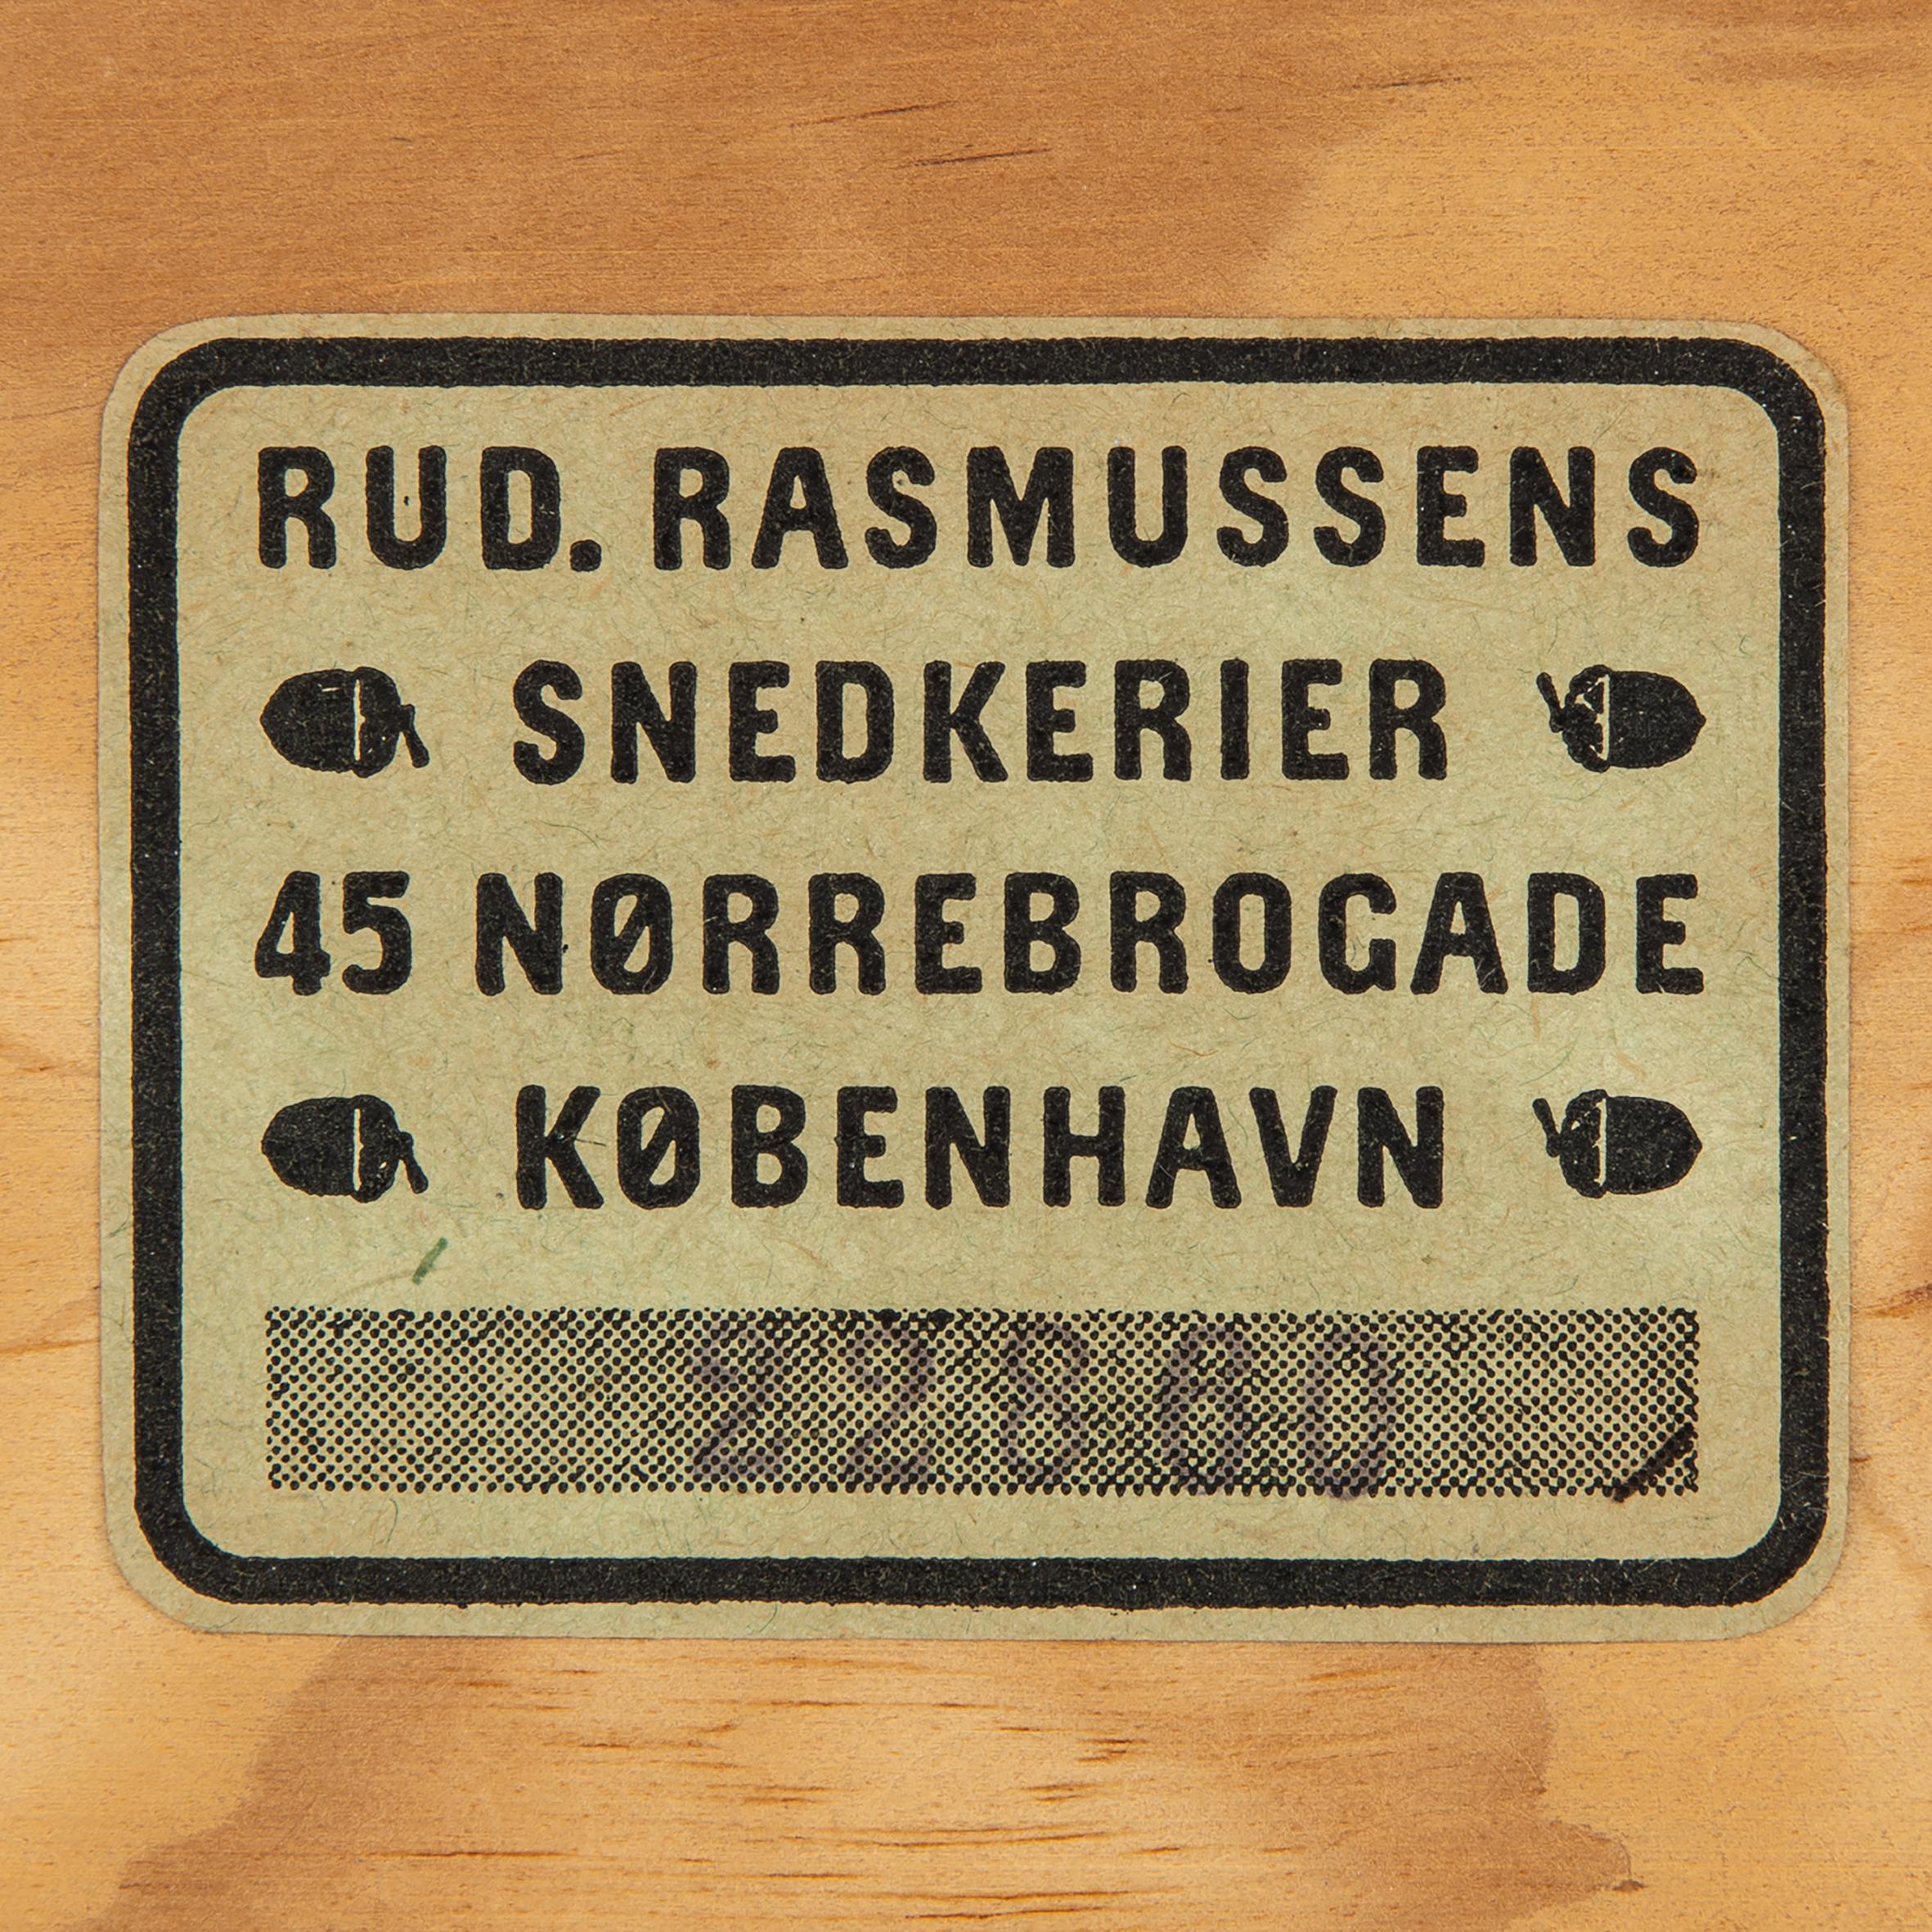 RUD. RASMUSSENS
SNEDKERIER
45 NØRREBROGADE
KØBENHAVN